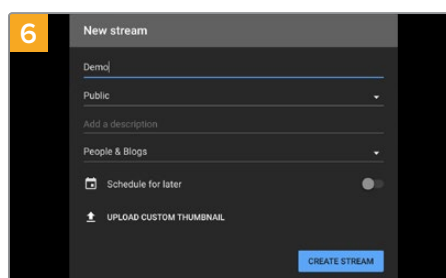 6
New stream
Demo
Public
Add a description
People & Blogs
Schedule for later
UPLOAD CUSTOM THUMBNAIL
CREATE STREAM